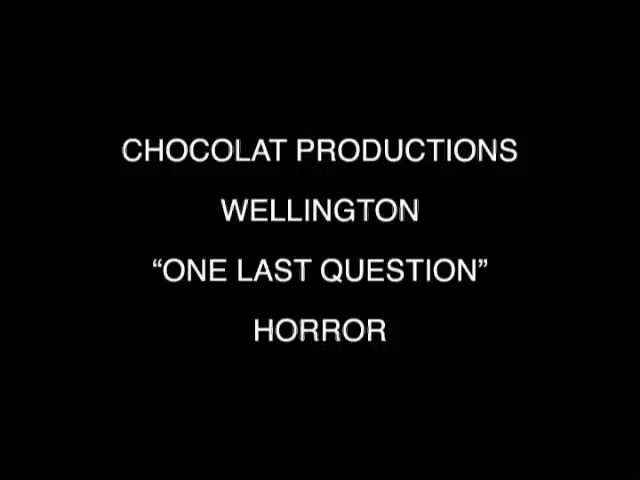 CHOCOLAT PRODUCTIONS
WELLINGTON
“ONE LAST QUESTION”
HORROR